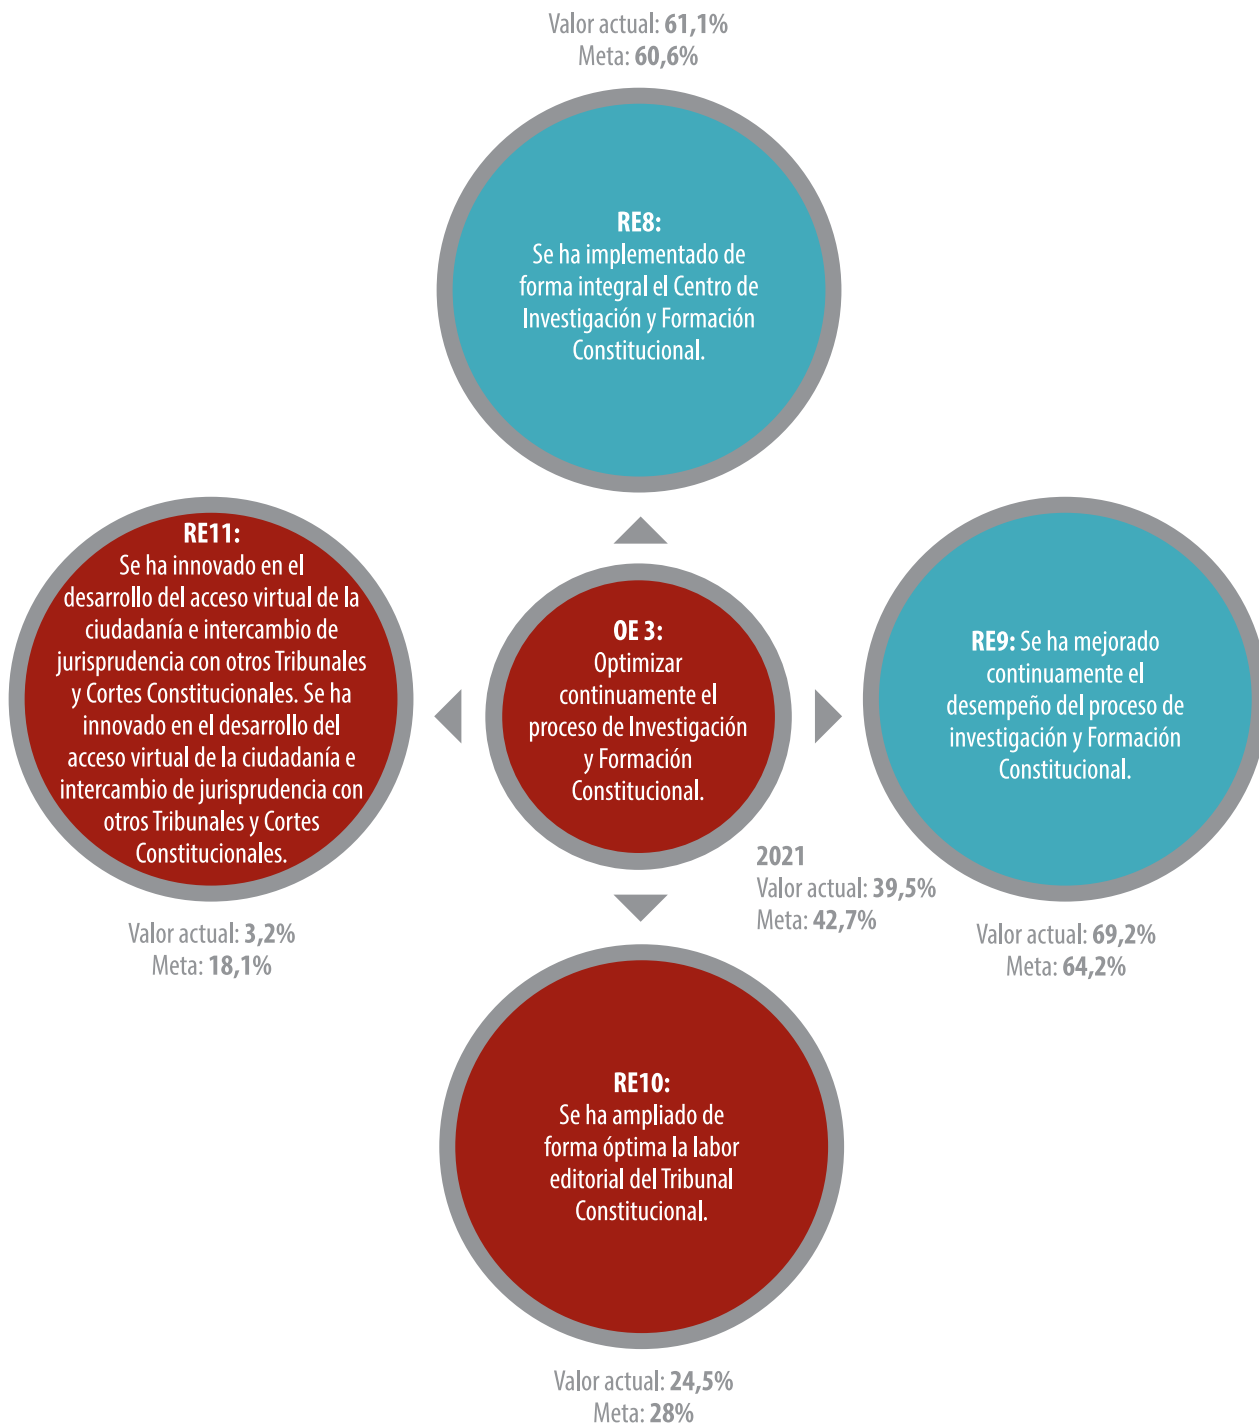 Valor actual: 61,1%
Meta: 60,6%
RE8:
Se ha implementado de
forma integral el Centro de
Investigación y Formación
Constitucional.
RE11:
Se ha innovado en el
desarrollo del acceso virtual de la
ciudadanía e intercambio de
jurisprudencia con otros Tribunales
y Cortes Constitucionales. Se ha
innovado en el desarrollo del
acceso virtual de la ciudadanía e
intercambio de jurisprudencia con
otros Tribunales y Cortes
Constitucionales.
Valor actual: 3,2%
Meta: 18,1%
OE 3:
Optimizar
continuamente el
proceso de Investigación
y Formación
Constitucional.
2021
Valor actual: 39,5%
Meta: 42,7%
RE9: Se ha mejorado
continuamente el
desempeño del proceso de
investigación y Formación
Constitucional.
Valor actual: 69,2%
Meta: 64,2%
RE10:
Se ha ampliado de
forma óptima la labor
editorial del Tribunal
Constitucional.
Valor actual: 24,5%
Meta: 28%